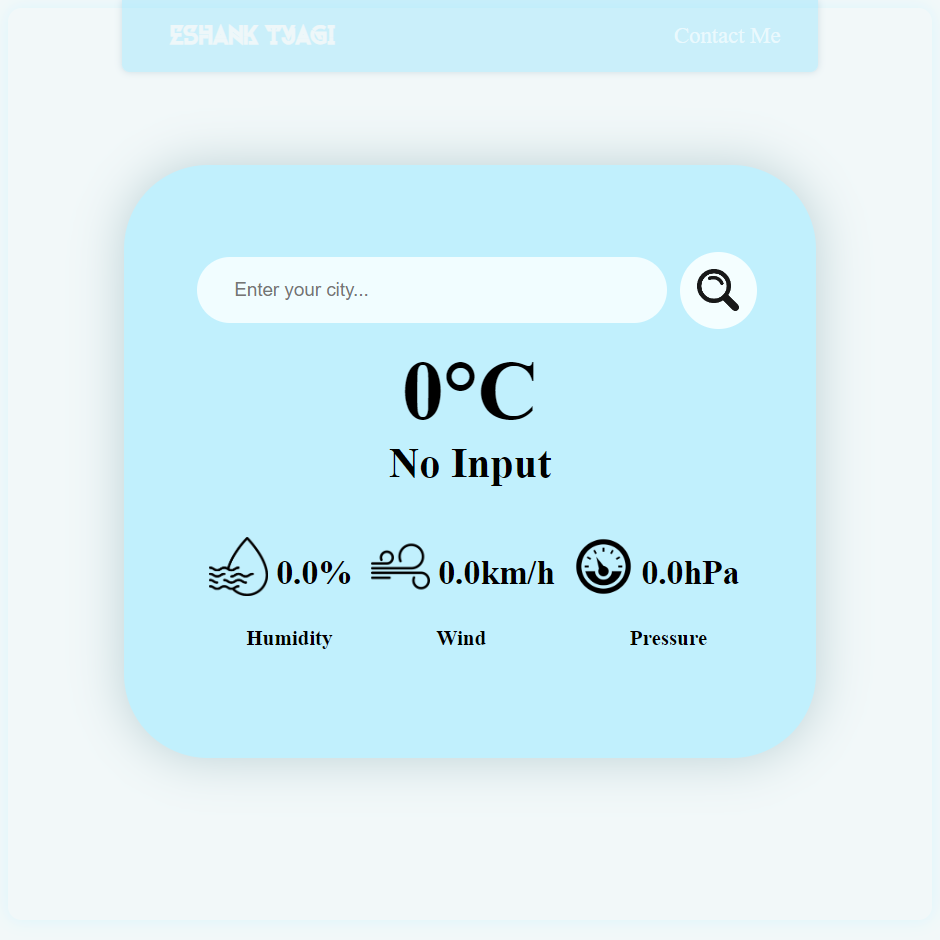 ESHANK TYAGI Contact Me
Enter your city...
0°C
No Input
0.0% 0.0km/h 0.0hPa
Humidity Wind Pressure